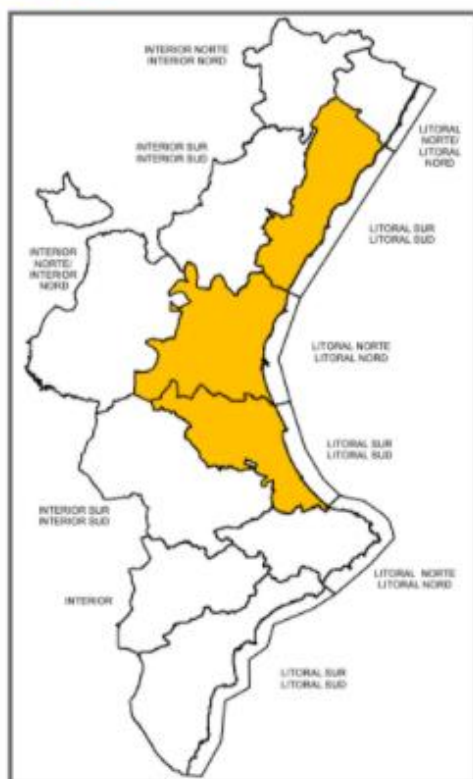 INTERIOR NORTE
INTERIOR NORD
LITORAL
NORTE/
LITORAL
NORD
INTERIOR SUR
INTERIOR SUD
LITORAL SUR
LITORAL SUD
INTERIOR
NORTE/
INTERIOR
NORD
LITORAL NORTE
LITORAL NORD
LITORAL SUR
LITORAL SUD
INTERIOR SUR
INTERIOR SUD
LITORAL NORTE
LITORAL NORD
INTERIOR
LITORAL SUR
LITORAL SUD